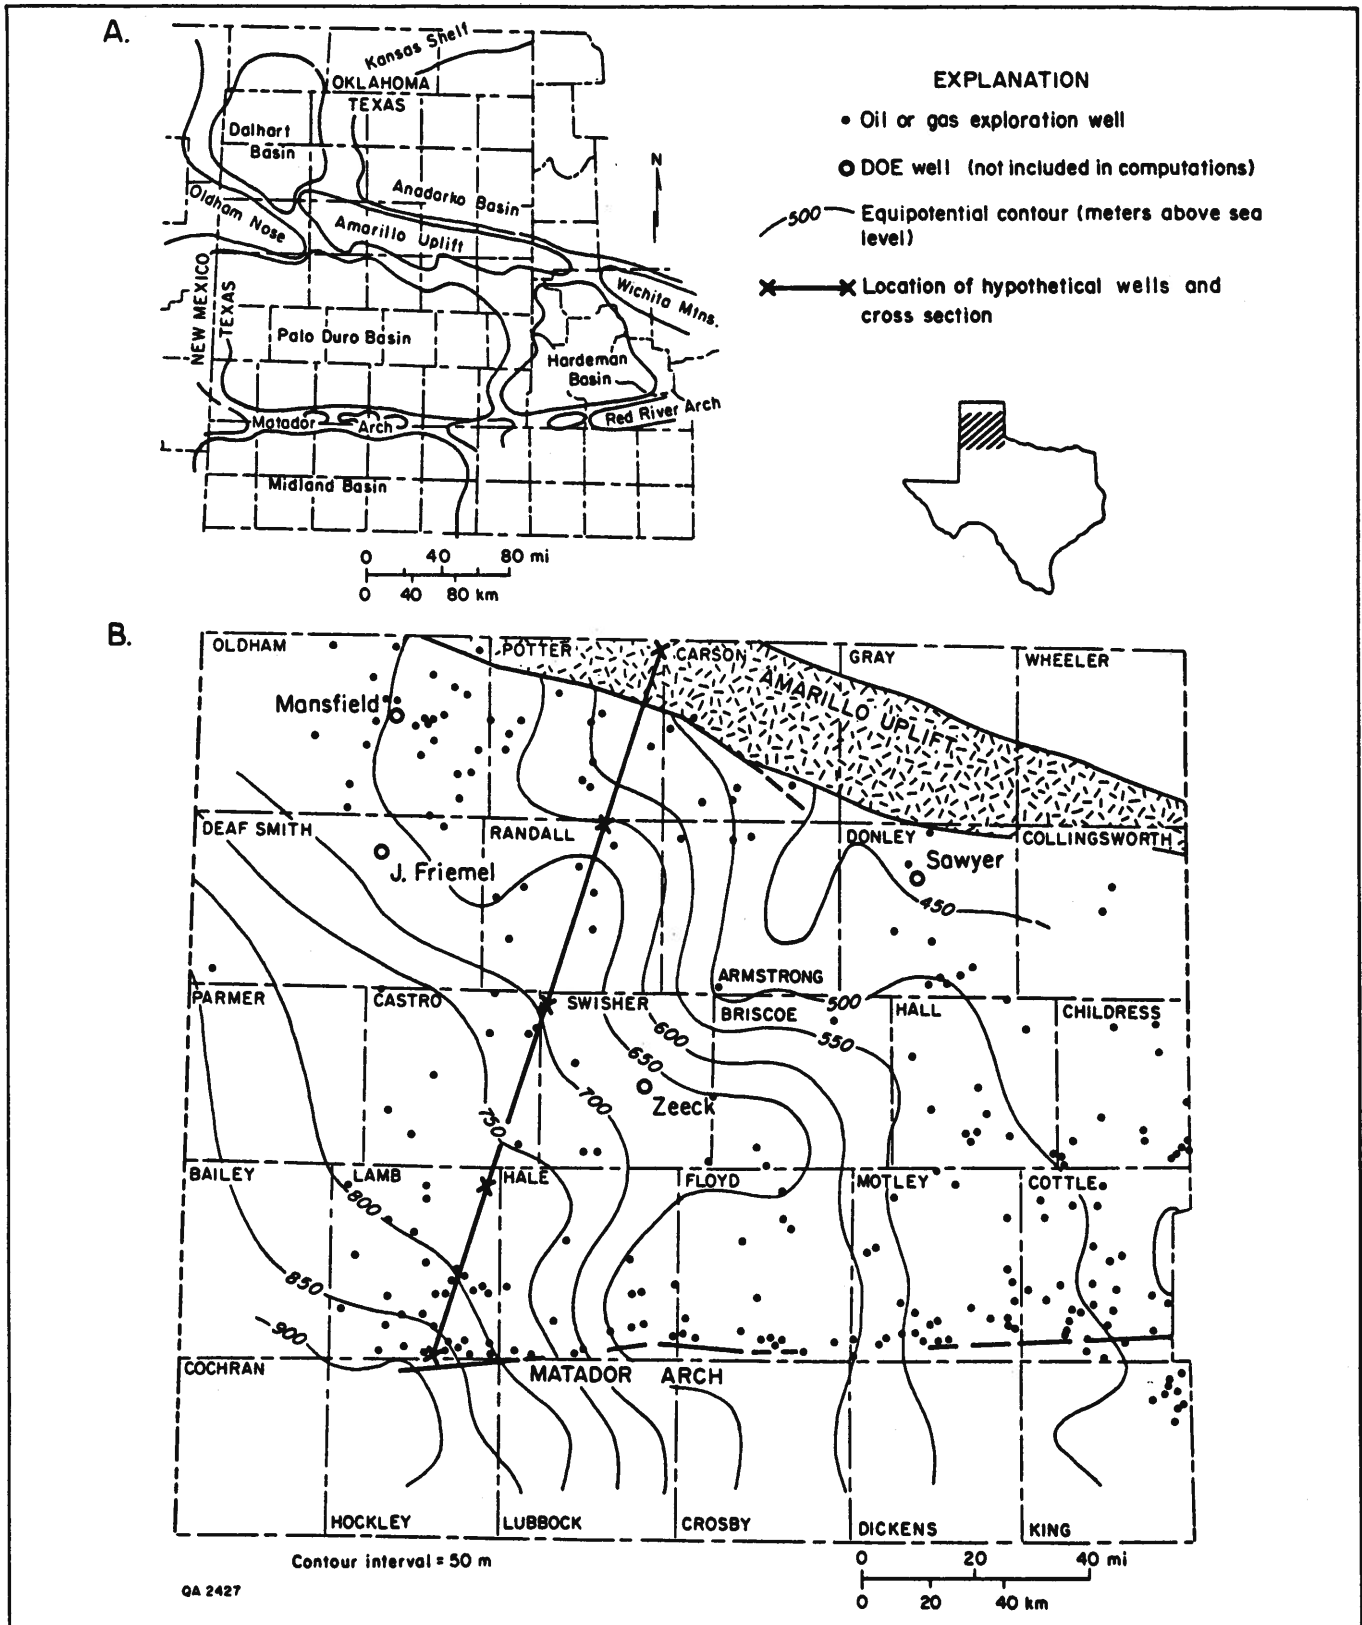 A.
Kansas Shelf
OKLAHOMA
TEXAS
Dalhart
Basin
Anadarko Basin
Oldham Nose
Amarillo Uplift
NEW MEXICO
TEXAS
Wichita Mtns.
Palo Duro Basin
Hardeman
Basin
Matador
Arch
Red River Arch
Midland Basin
0 40 80 mi
0 40 80 km
EXPLANATION
Oil or gas exploration well
DOE well (not included in computations)
500
Equipotential contour (meters above sea
level)
Location of hypothetical wells and
cross section
N
B.
OLDHAM
POTTER
CARSON
GRAY
WHEELER
AMARILLO UPLIFT
Mansfield
DEAF SMITH
RANDALL
DONLEY
COLLINGSWORTH
J. Friemel
Sawyer
450
ARMSTRONG
PARMER
CASTRO
SWISHER
BRISCOE
500
HALL
CHILDRESS
600
550
650
Zeeck
700
750
BAILEY
LAMB
HALE
FLOYD
MOTLEY
COTTLE
800
850
900
COCHRAN
MATADOR ARCH
HOCKLEY
LUBBOCK
CROSBY
DICKENS
KING
Contour interval = 50 m
0 20 40 mi
0 20 40 km
QA 2427